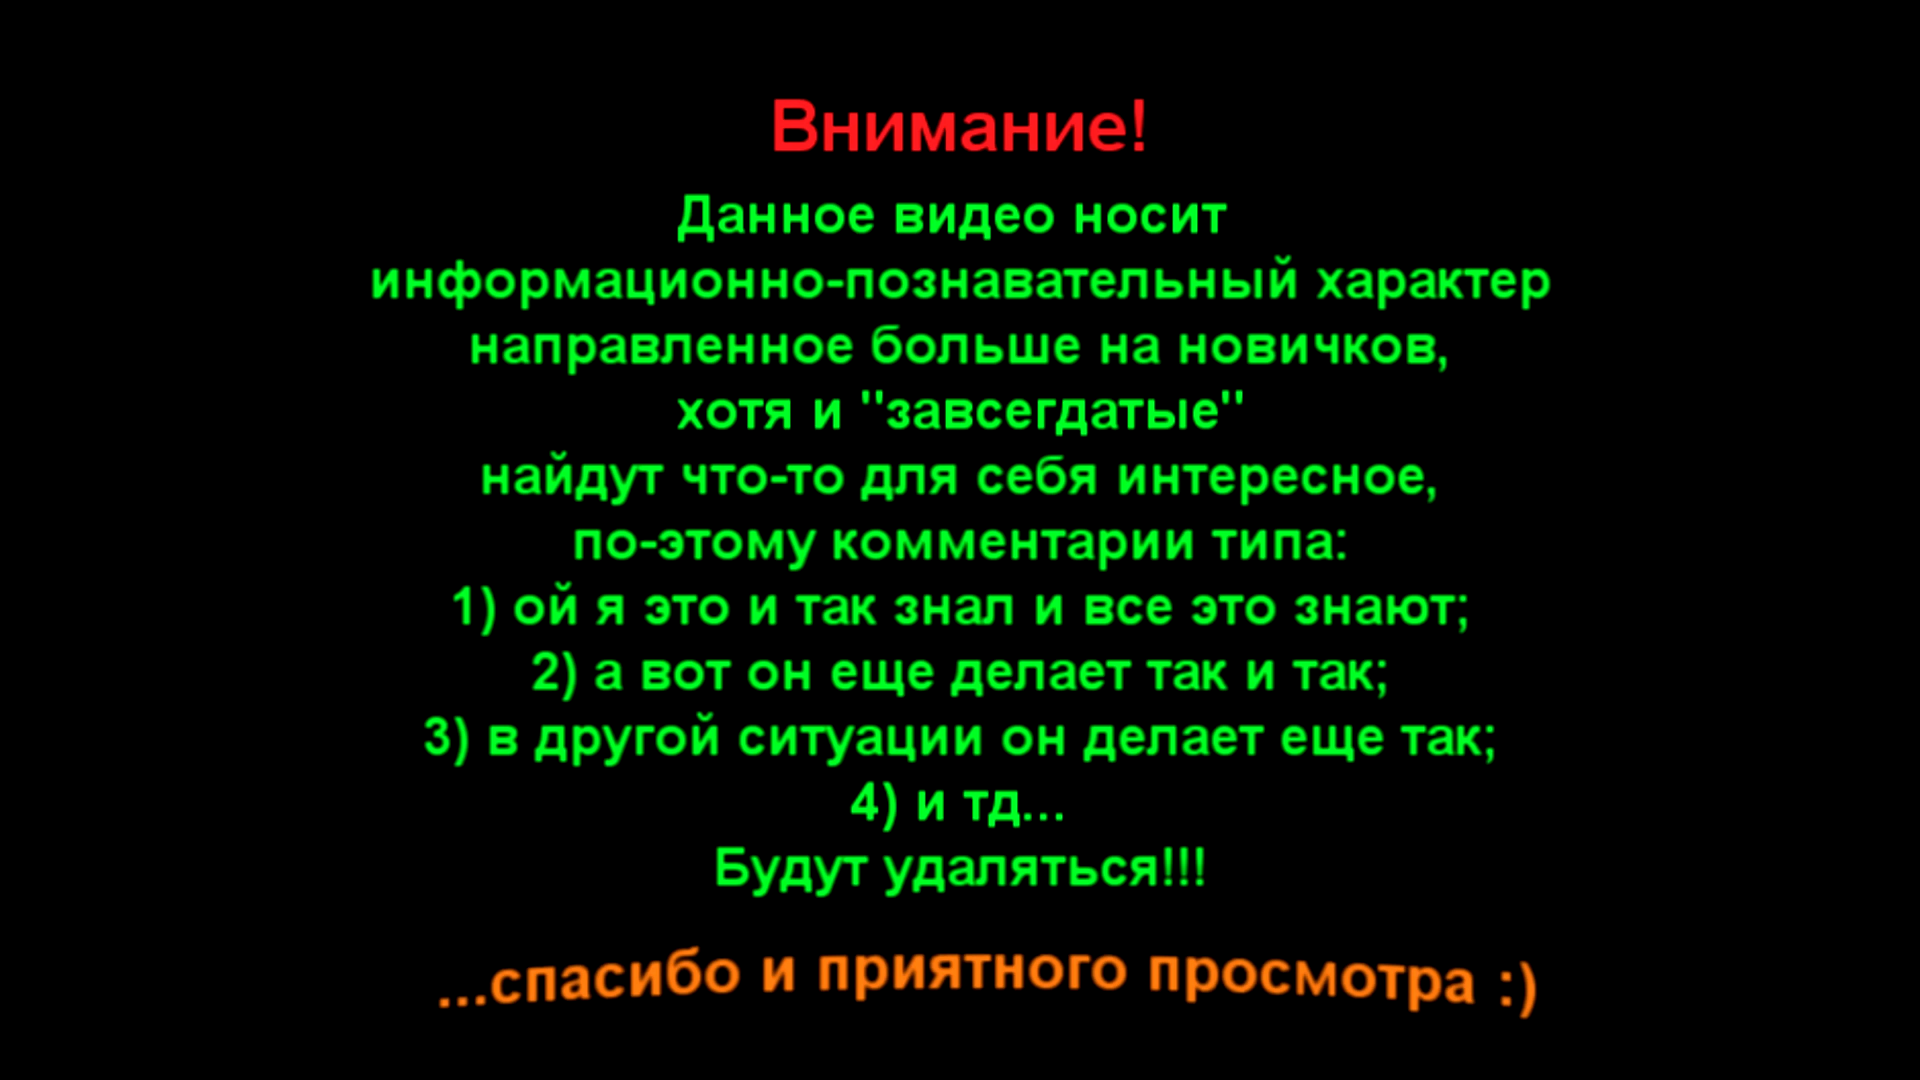 Внимание!
Данное видео носит
информационно-познавательный характер
направленное больше на новичков,
хотя и "завсегдатые"
найдут что-то для себя интересное,
по-этому комментарии типа:
1) ой я это и так знал и все это знают;
2) а вот он еще делает так и так;
3) в другой ситуации он делает еще так;
4) и тд...
Будут удаляться!!!
...спасибо и приятного просмотра :)